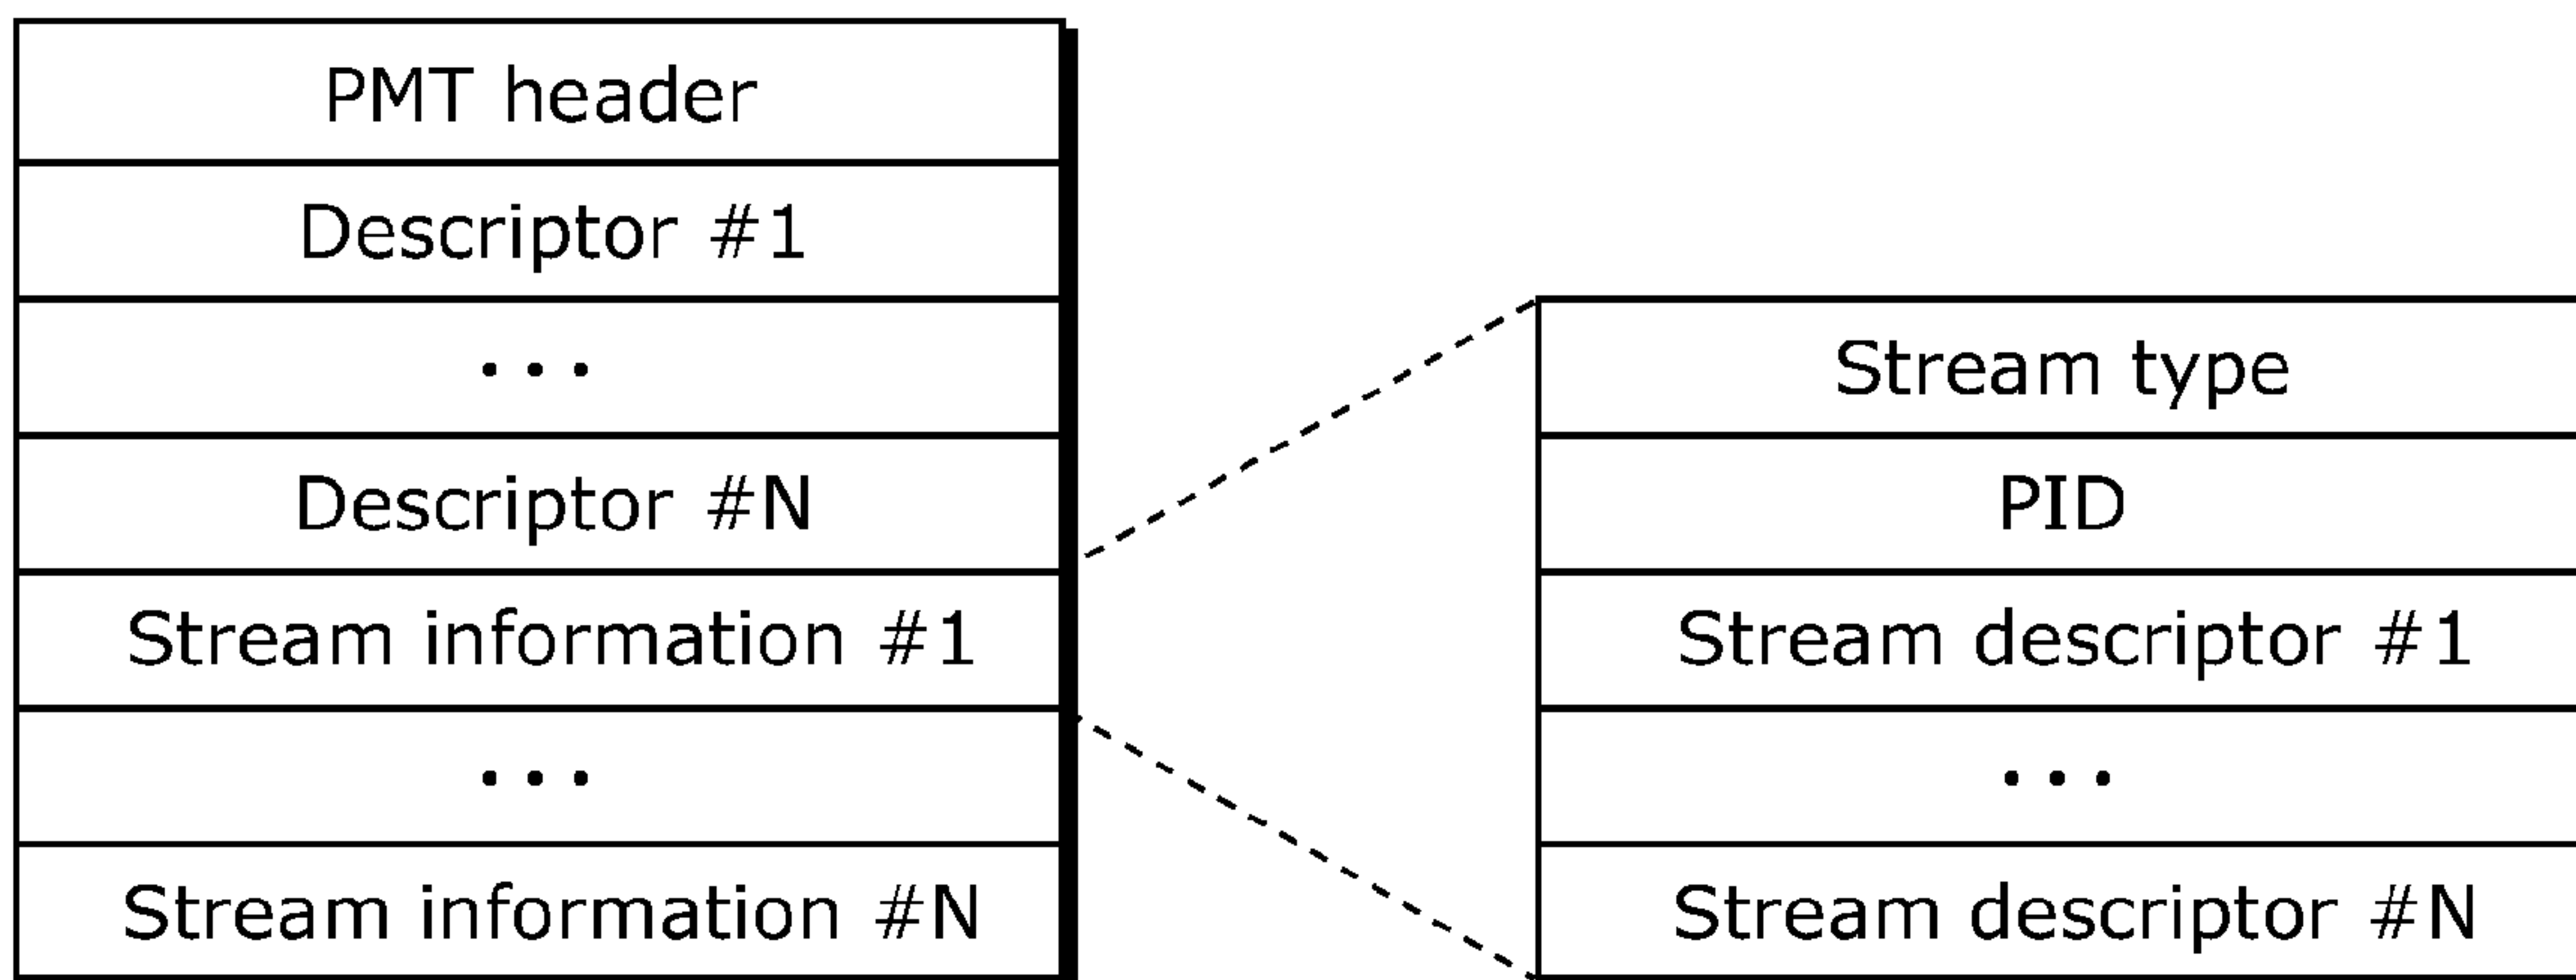 PMT header
Descriptor #1
...
Descriptor #N
Stream information #1
...
Stream information #N
Stream type
PID
Stream descriptor #1
...
Stream descriptor #N